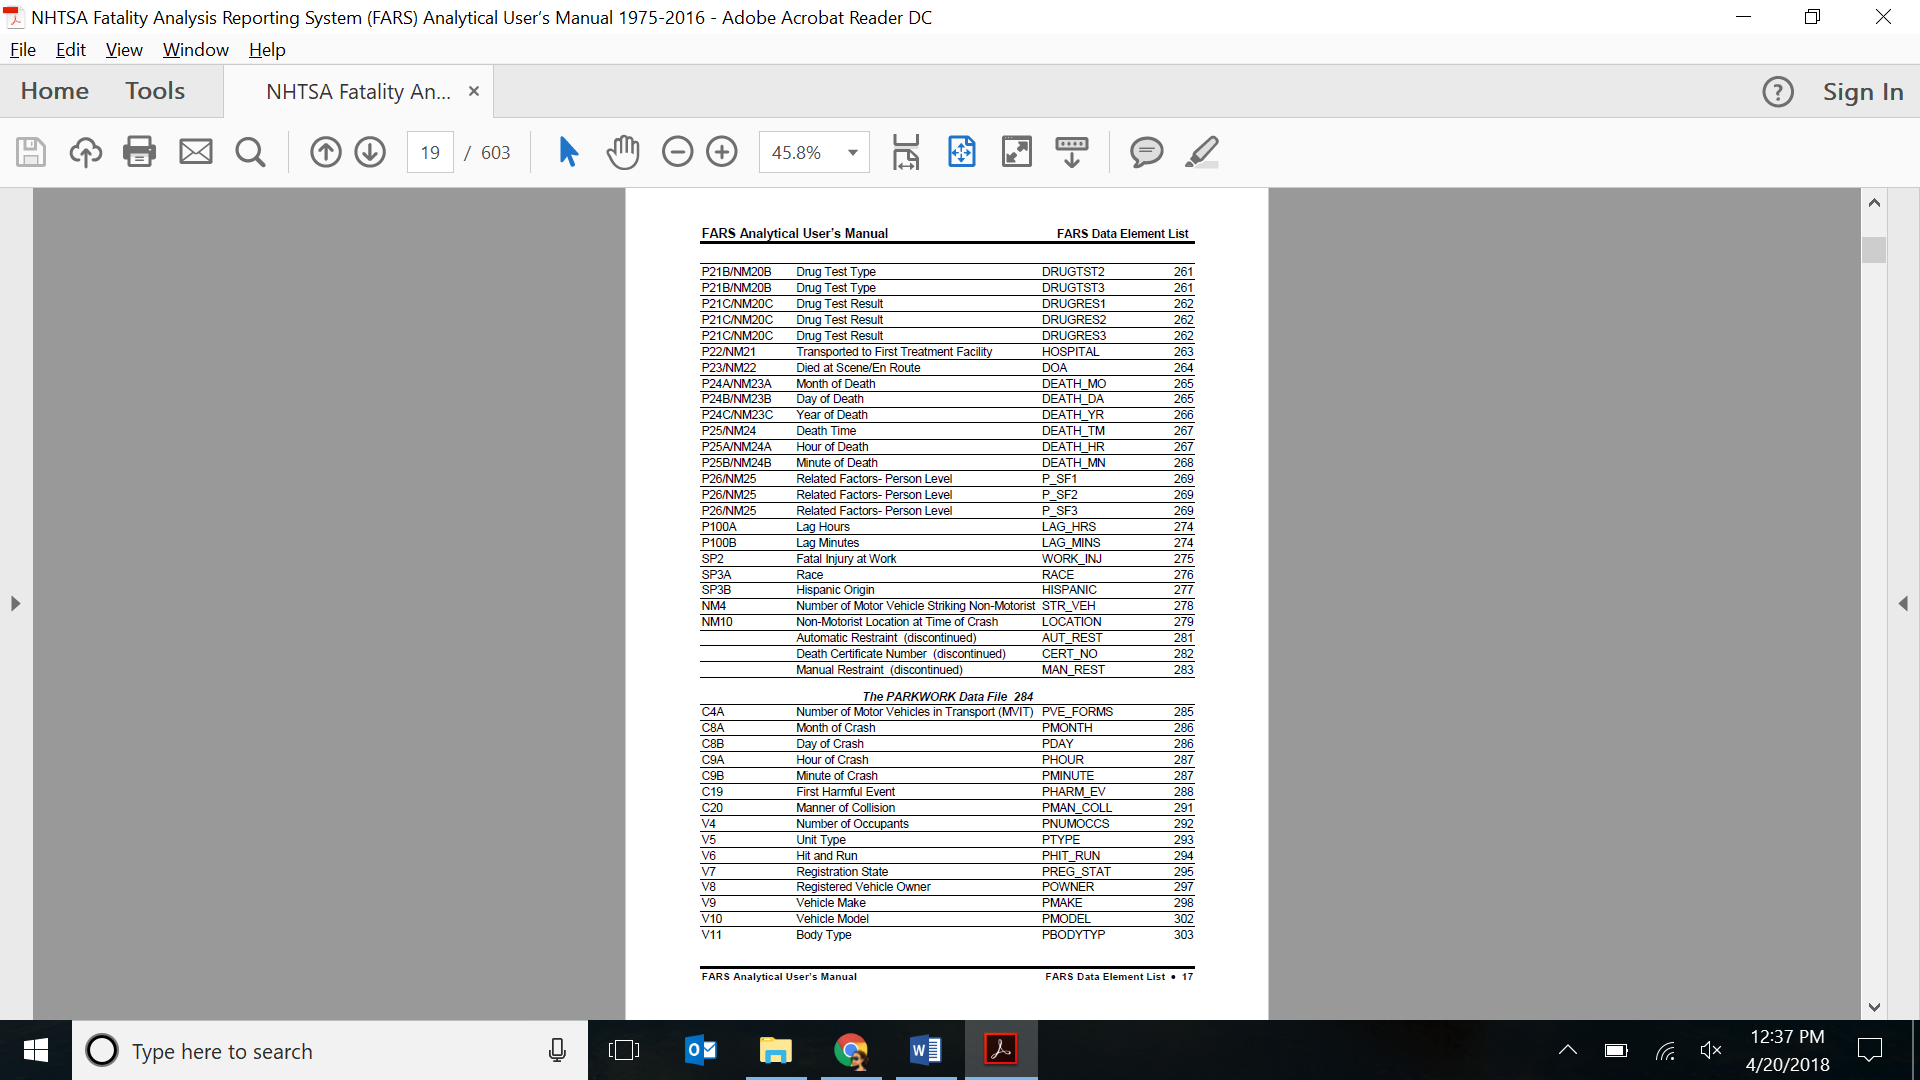 NHTSA Fatality Analysis Reporting System (FARS) Analytical User's Manual 1975-2016 - Adobe Acrobat Reader DC
File Edit View Window Help
Home Tools NHTSA Fatality An... × ? Sign In
19 / 603 45.8%
FARS Analytical User's Manual FARS Data Element List
P21B/NM20B Drug Test Type DRUGTST2 261
P21B/NM20B Drug Test Type DRUGTST3 261
P21C/NM20C Drug Test Result DRUGRES1 262
P21C/NM20C Drug Test Result DRUGRES2 262
P21C/NM20C Drug Test Result DRUGRES3 262
P22/NM21 Transported to First Treatment Facility HOSPITAL 263
P23/NM22 Died at Scene/En Route DOA 264
P24A/NM23A Month of Death DEATH_MO 265
P24B/NM23B Day of Death DEATH_DA 265
P24C/NM23C Year of Death DEATH_YR 266
P25/NM24 Death Time DEATH_TM 267
P25A/NM24A Hour of Death DEATH_HR 267
P25B/NM24B Minute of Death DEATH_MN 268
P26/NM25 Related Factors- Person Level P_SF1 269
P26/NM25 Related Factors- Person Level P_SF2 269
P26/NM25 Related Factors- Person Level P_SF3 269
P100A Lag Hours LAG_HRS 274
P100B Lag Minutes LAG_MINS 274
SP2 Fatal Injury at Work WORK_INJ 275
SP3A Race RACE 276
SP3B Hispanic Origin HISPANIC 277
NM4 Number of Motor Vehicle Striking Non-Motorist STR_VEH 278
NM10 Non-Motorist Location at Time of Crash LOCATION 279
Automatic Restraint (discontinued) AUT_REST 281
Death Certificate Number (discontinued) CERT_NO 282
Manual Restraint (discontinued) MAN_REST 283
The PARKWORK Data File 284
C4A Number of Motor Vehicles in Transport (MVIT) PVE_FORMS 285
C8A Month of Crash PMONTH 286
C8B Day of Crash PDAY 286
C9A Hour of Crash PHOUR 287
C9B Minute of Crash PMINUTE 287
C19 First Harmful Event PHARM_EV 288
C20 Manner of Collision PMAN_COLL 291
V4 Number of Occupants PNUMOCCS 292
V5 Unit Type PTYPE 293
V6 Hit and Run PHIT_RUN 294
V7 Registration State PREG_STAT 295
V8 Registered Vehicle Owner POWNER 297
V9 Vehicle Make PMAKE 298
V10 Vehicle Model PMODEL 302
V11 Body Type PBODYTYP 303
FARS Analytical User's Manual FARS Data Element List • 17
Type here to search
12:37 PM
4/20/2018